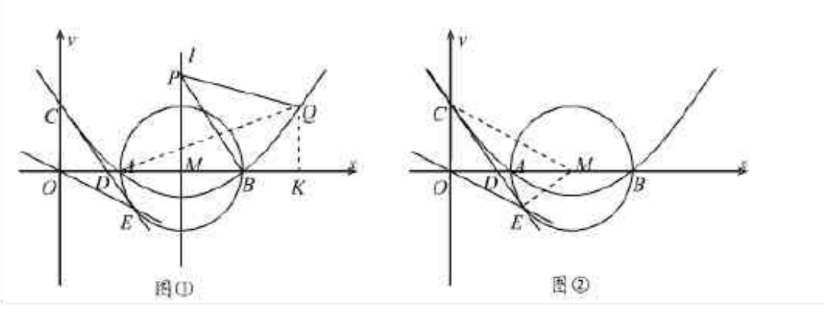 y l y
P
C Q C
O D A M B K x O D A M B x
E E
图① 图②